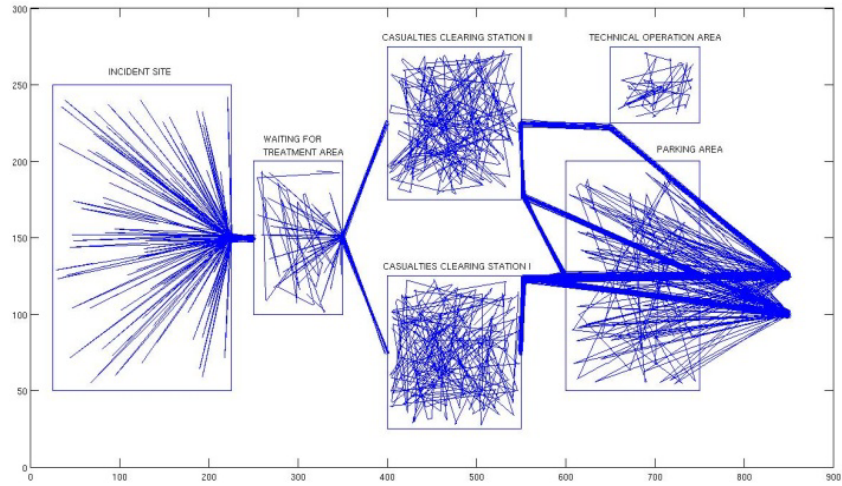 300
CASUALTIES CLEARING STATION II
TECHNICAL OPERATION AREA
INCIDENT SITE
250
WAITING FOR
TREATMENT AREA
PARKING AREA
200
150
CASUALTIES CLEARING STATION I
100
50
0
0 100 200 300 400 500 600 700 800 900